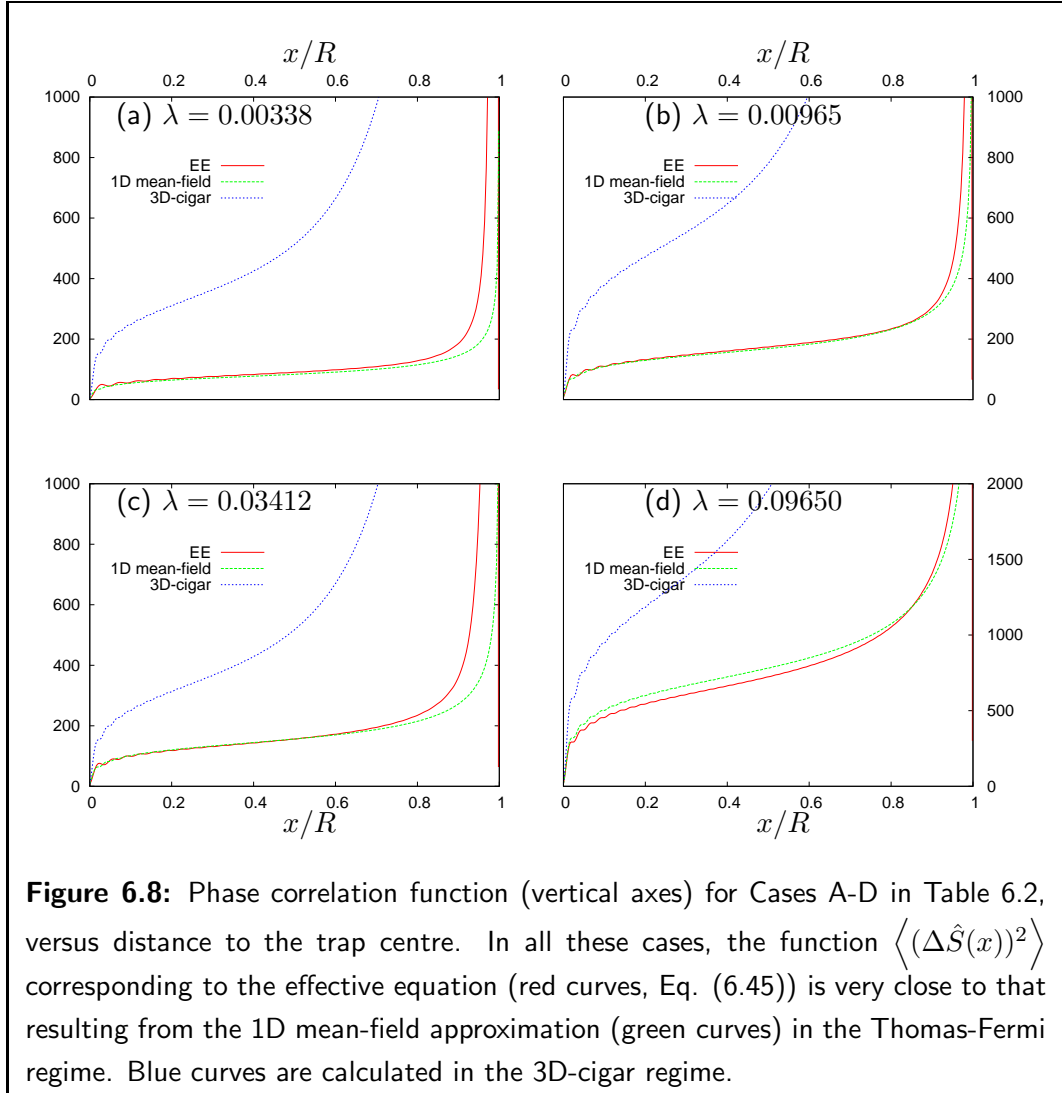 x/R
x/R
0 0.2 0.4 0.6 0.8 1
0 0.2 0.4 0.6 0.8 1
(a) λ = 0.00338
EE
1D mean-field
3D-cigar
1000
800
600
400
200
0
(b) λ = 0.00965
EE
1D mean-field
3D-cigar
1000
800
600
400
200
0
(c) λ = 0.03412
EE
1D mean-field
3D-cigar
1000
800
600
400
200
0
(d) λ = 0.09650
EE
1D mean-field
3D-cigar
2000
1500
1000
500
0
0 0.2 0.4 0.6 0.8 1
0 0.2 0.4 0.6 0.8 1
x/R
x/R
Figure 6.8: Phase correlation function (vertical axes) for Cases A-D in Table 6.2,
versus distance to the trap centre. In all these cases, the function ⟨(ΔŜ(x))²⟩
corresponding to the effective equation (red curves, Eq. (6.45)) is very close to that
resulting from the 1D mean-field approximation (green curves) in the Thomas-Fermi
regime. Blue curves are calculated in the 3D-cigar regime.